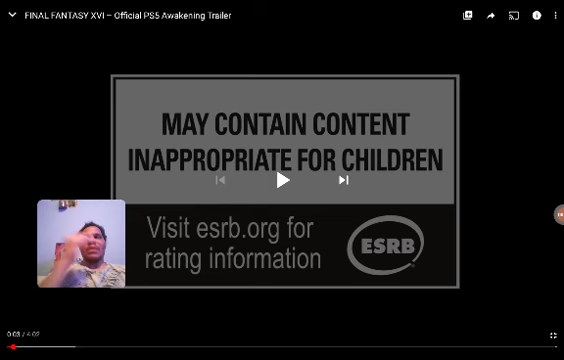 FINAL FANTASY XVI – Official PS5 Awakening Trailer
MAY CONTAIN CONTENT
INAPPROPRIATE FOR CHILDREN
Visit esrb.org for
rating information
ESRB
0:03 / 4:02